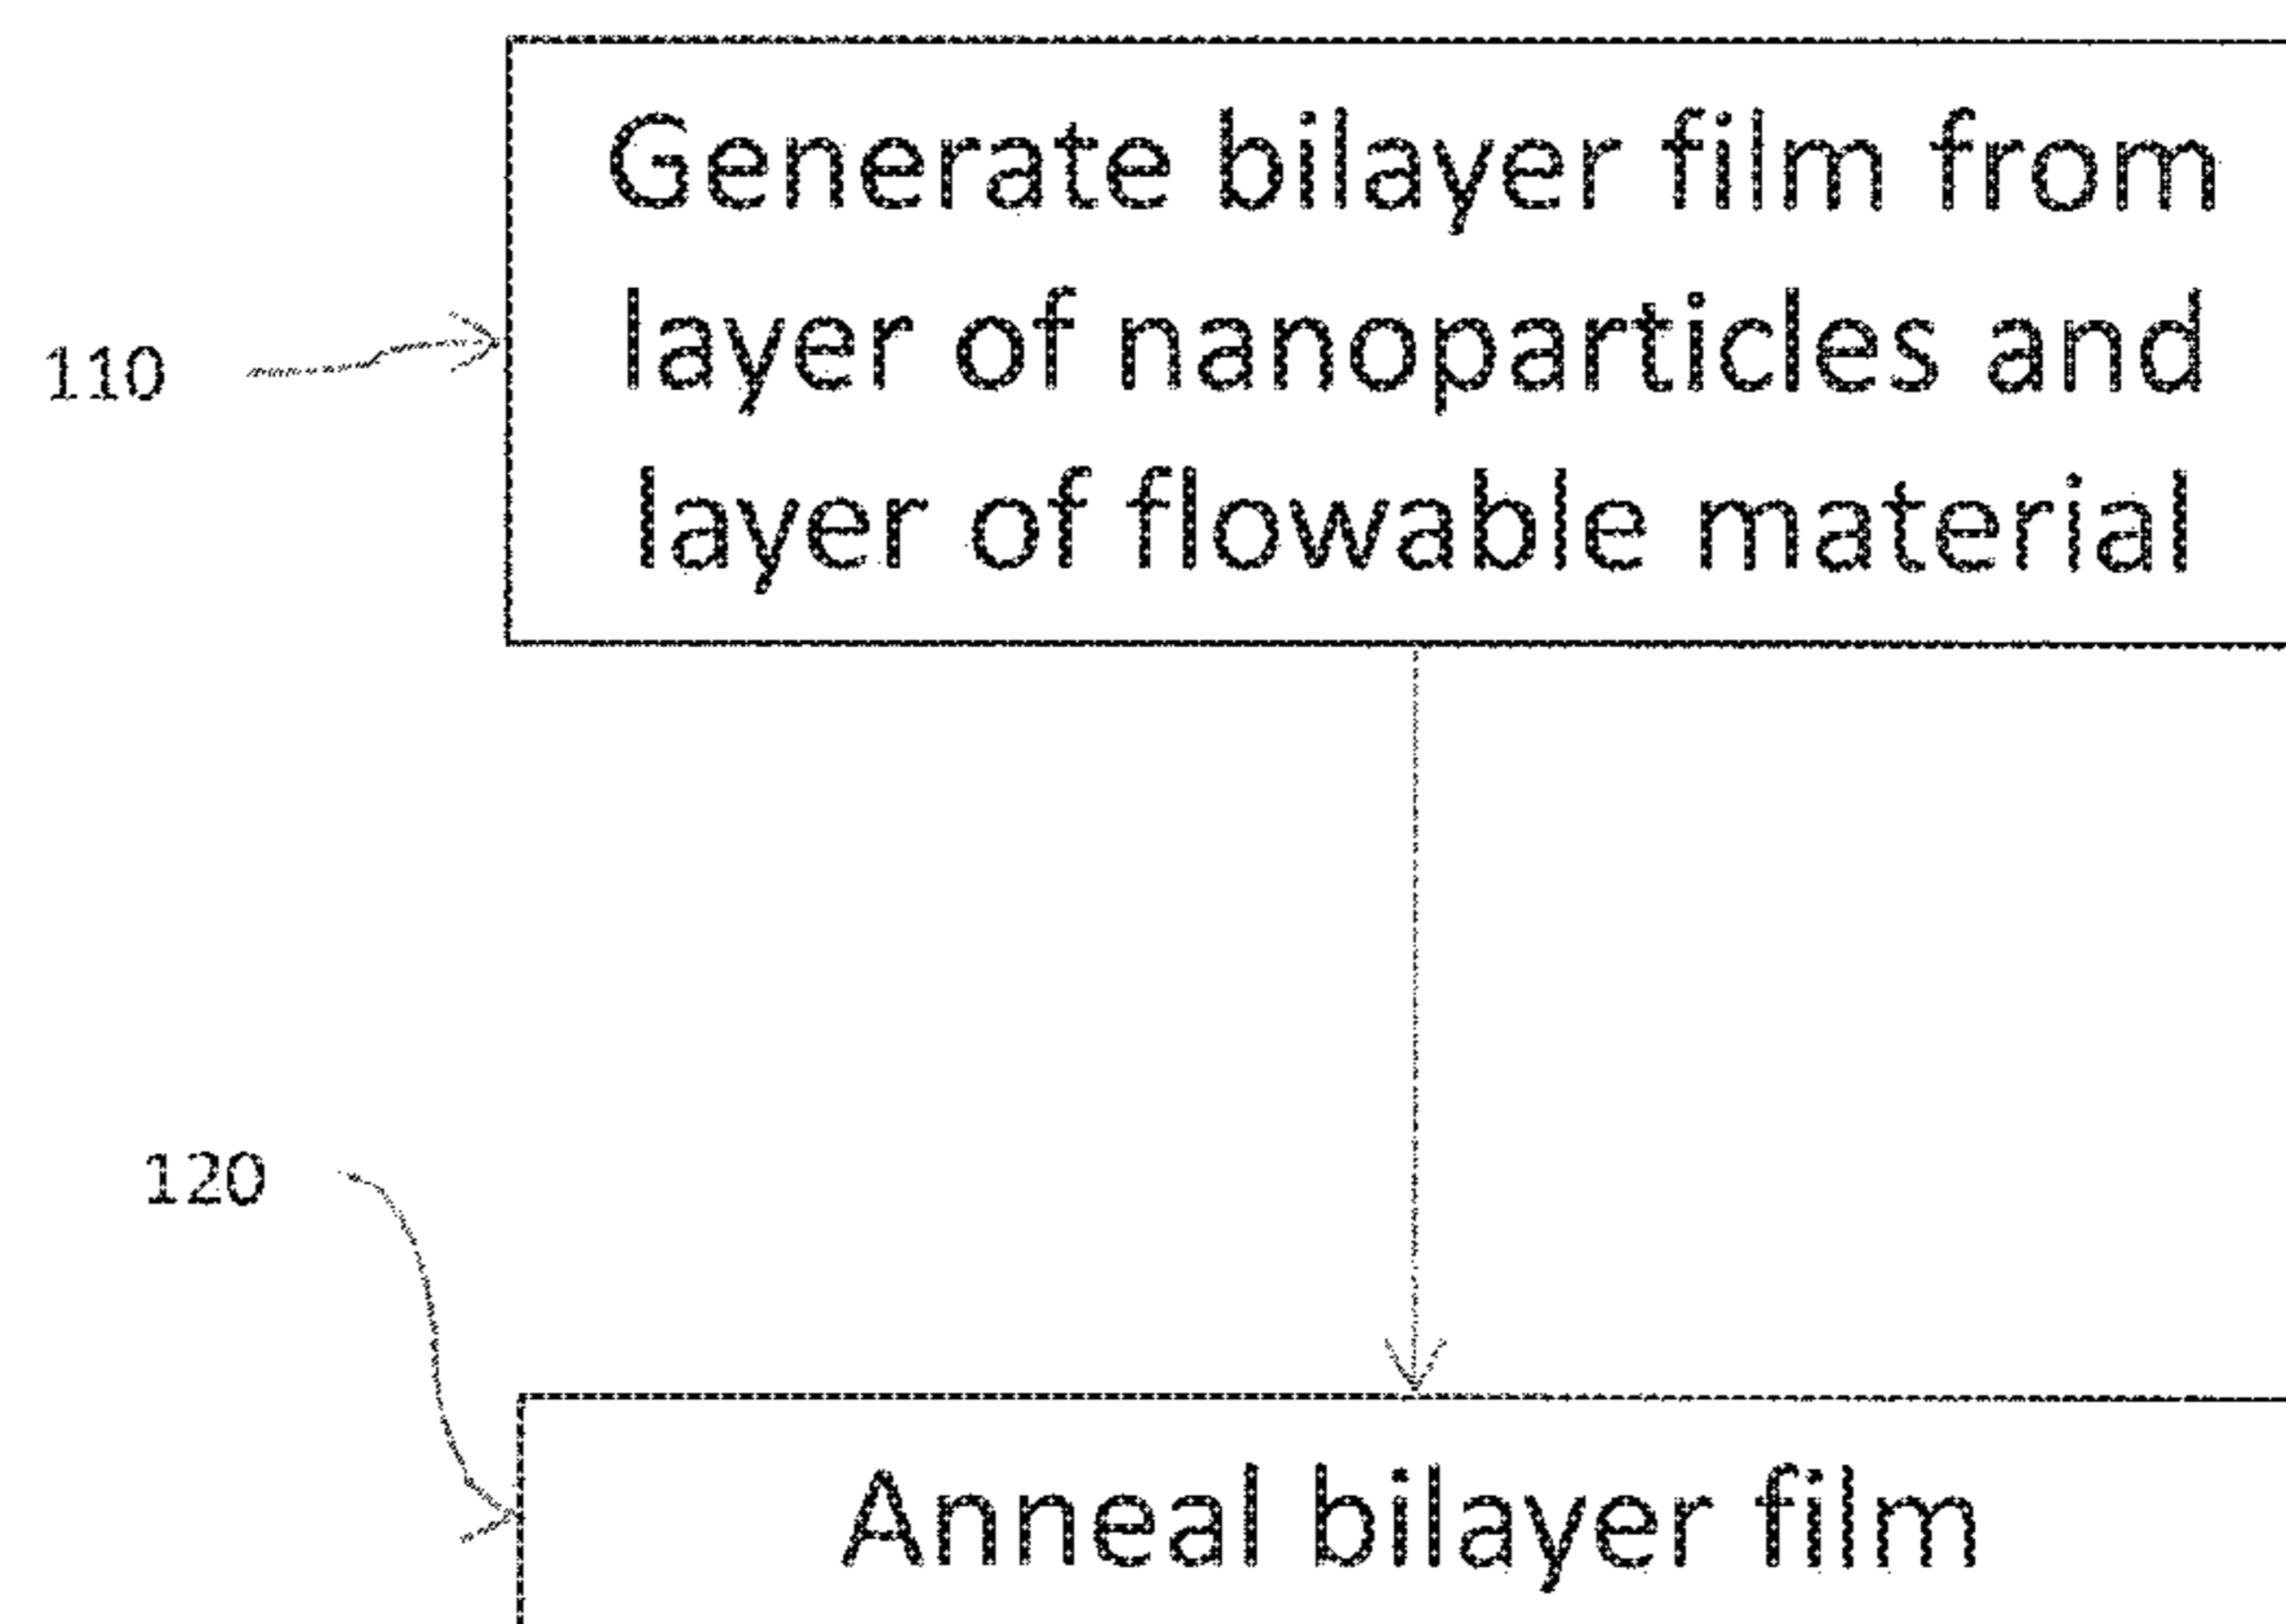 Generate bilayer film from
layer of nanoparticles and
layer of flowable material
110
120
Anneal bilayer film